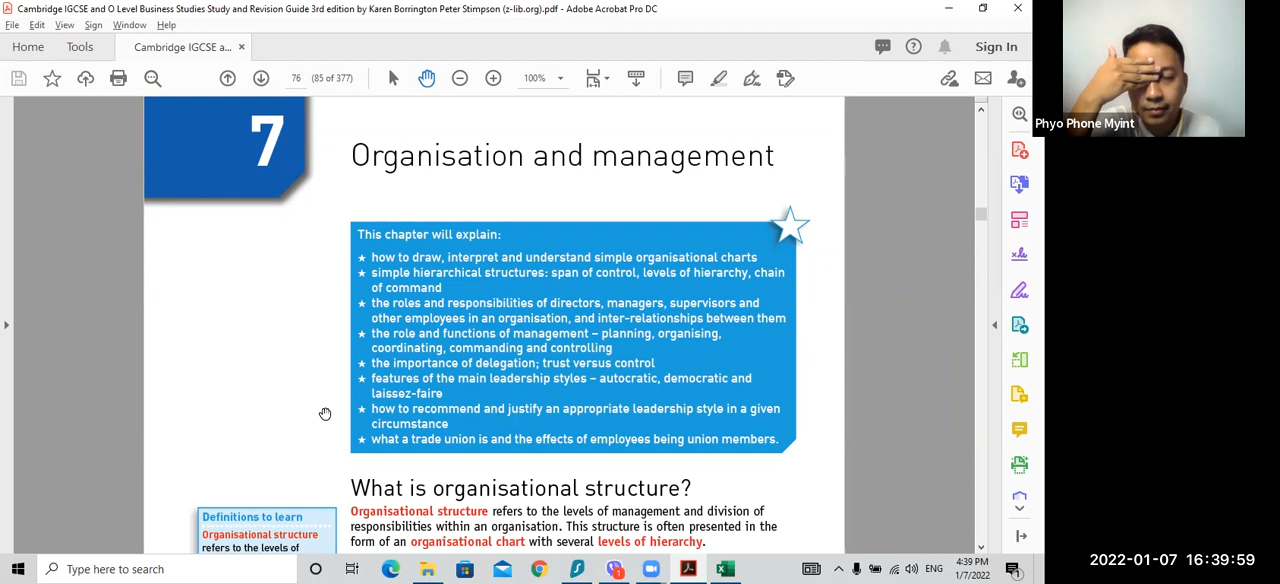 Cambridge IGCSE and O Level Business Studies Study and Revision Guide 3rd edition by Karen Borrington Peter Stimpson (z-lib.org).pdf - Adobe Acrobat Pro DC
File Edit View Sign Window Help
Home Tools Cambridge IGCSE a... × Sign In
76 (85 of 377) 100%
Phyo Phone Myint
7
Organisation and management
This chapter will explain:
★ how to draw, interpret and understand simple organisational charts
★ simple hierarchical structures: span of control, levels of hierarchy, chain
of command
★ the roles and responsibilities of directors, managers, supervisors and
other employees in an organisation, and inter-relationships between them
★ the role and functions of management – planning, organising,
coordinating, commanding and controlling
★ the importance of delegation; trust versus control
★ features of the main leadership styles – autocratic, democratic and
laissez-faire
★ how to recommend and justify an appropriate leadership style in a given
circumstance
★ what a trade union is and the effects of employees being union members.
What is organisational structure?
Organisational structure refers to the levels of management and division of
responsibilities within an organisation. This structure is often presented in the
form of an organisational chart with several levels of hierarchy.
Definitions to learn
Organisational structure
refers to the levels of
Type here to search
ENG
4:39 PM
1/7/2022
2022-01-07 16:39:59